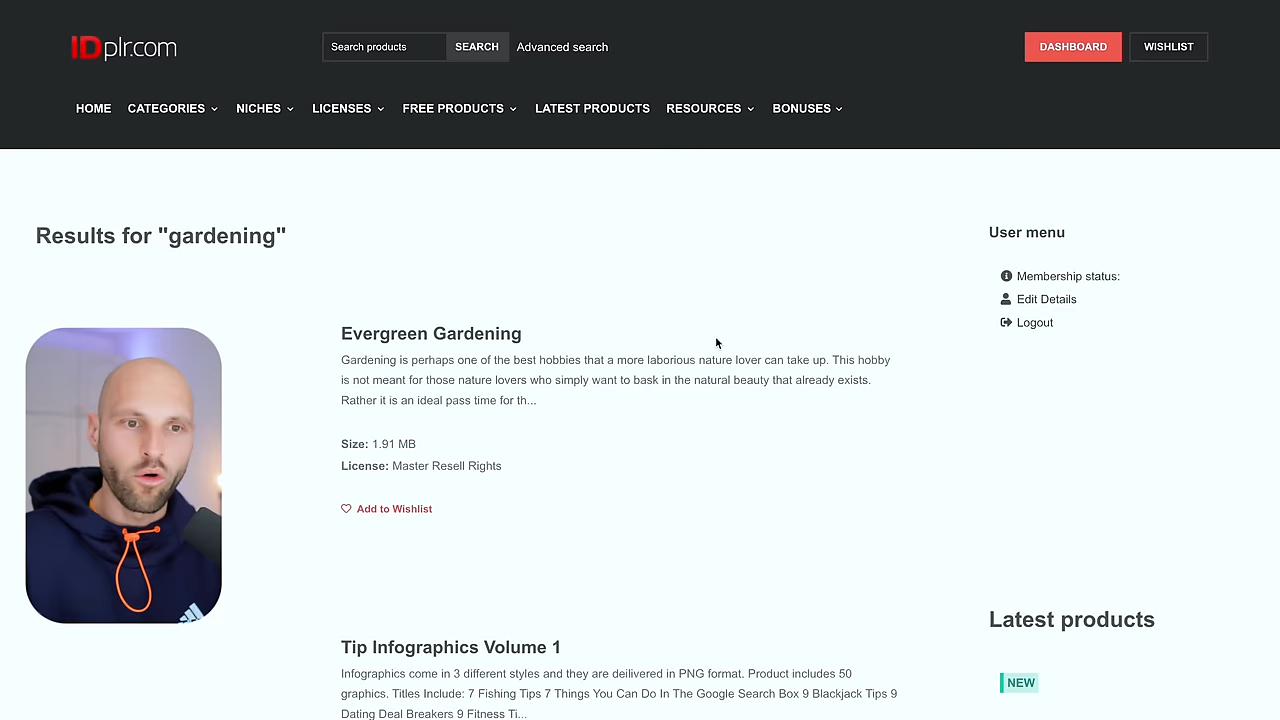 IDplr.com
Search products
SEARCH
Advanced search
DASHBOARD
WISHLIST
HOME
CATEGORIES
NICHES
LICENSES
FREE PRODUCTS
LATEST PRODUCTS
RESOURCES
BONUSES
Results for "gardening"
Evergreen Gardening
Gardening is perhaps one of the best hobbies that a more laborious nature lover can take up. This hobby
is not meant for those nature lovers who simply want to bask in the natural beauty that already exists.
Rather it is an ideal pass time for th...
Size: 1.91 MB
License: Master Resell Rights
Add to Wishlist
Tip Infographics Volume 1
Infographics come in 3 different styles and they are deilivered in PNG format. Product includes 50
graphics. Titles Include: 7 Fishing Tips 7 Things You Can Do In The Google Search Box 9 Blackjack Tips 9
Dating Deal Breakers 9 Fitness Ti...
User menu
Membership status:
Edit Details
Logout
Latest products
NEW